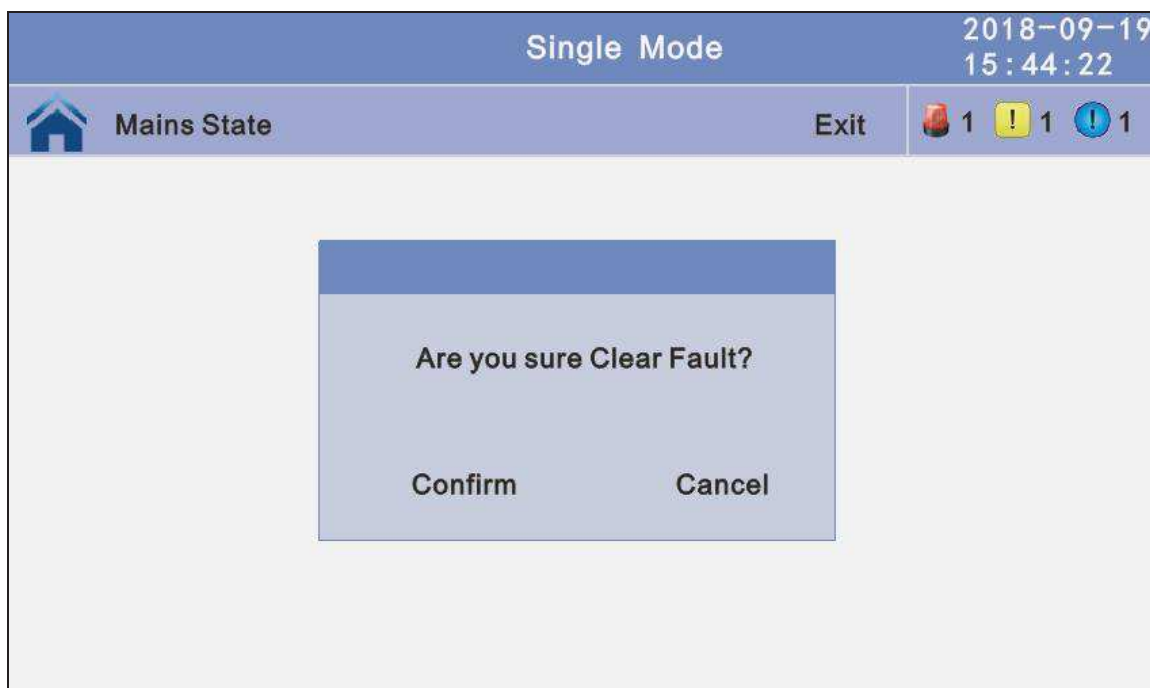 Single Mode
2018-09-19
15:44:22
Mains State
Exit
1
! 1
! 1
Are you sure Clear Fault?
Confirm
Cancel